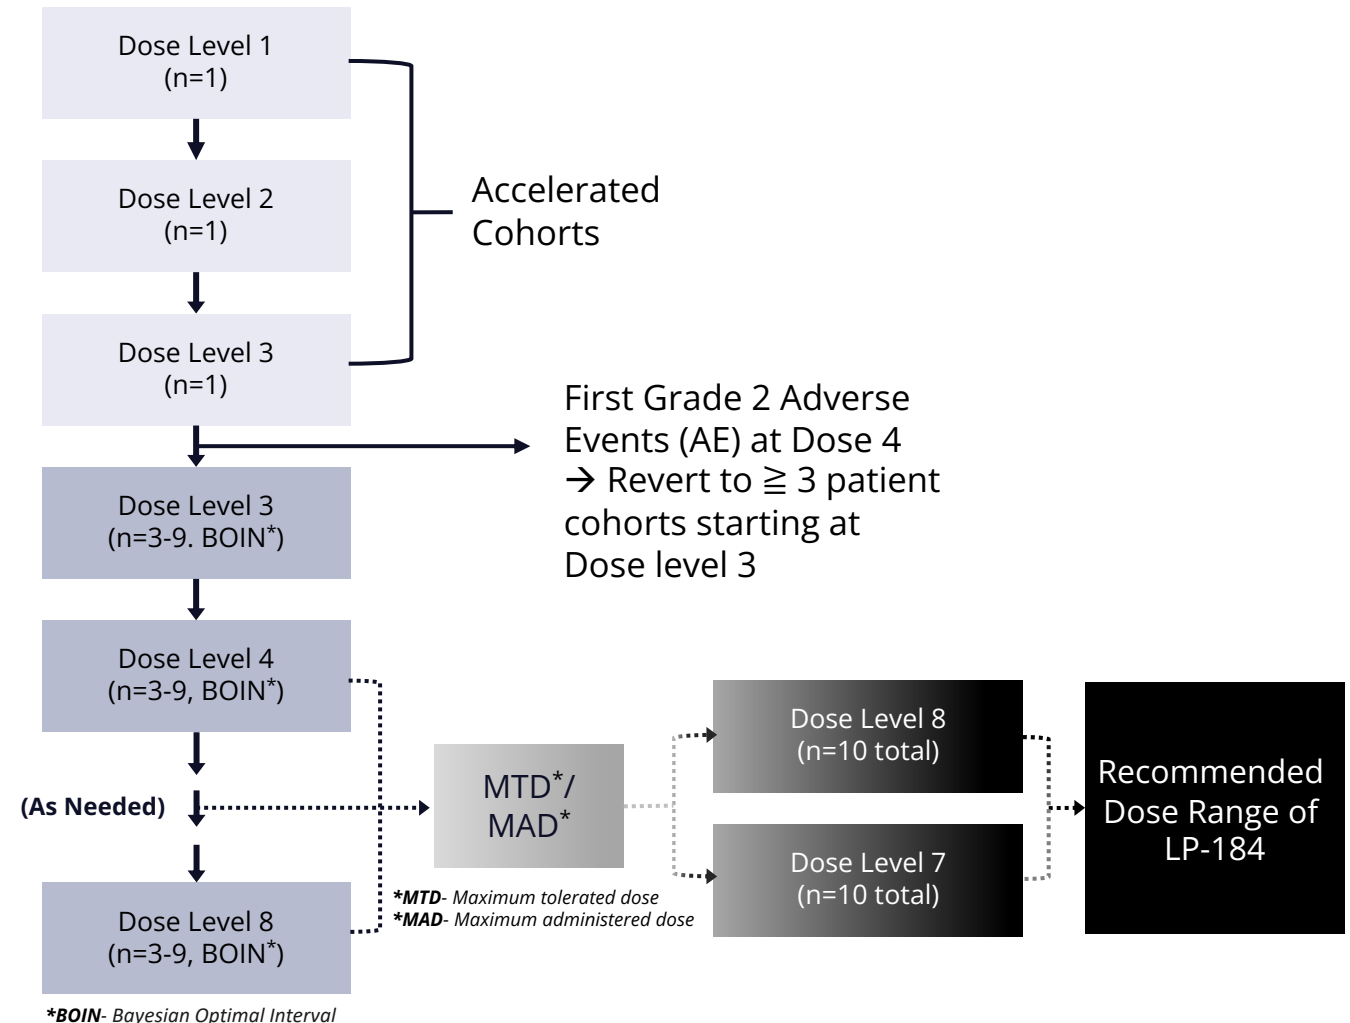 Dose Level 1
(n=1)
Dose Level 2
(n=1)
Accelerated
Cohorts
Dose Level 3
(n=1)
First Grade 2 Adverse
Events (AE) at Dose 4
→ Revert to ≧ 3 patient
cohorts starting at
Dose level 3
Dose Level 3
(n=3-9. BOIN*)
Dose Level 4
(n=3-9, BOIN*)
(As Needed)
Dose Level 8
(n=3-9, BOIN*)
*BOIN- Bayesian Optimal Interval
MTD*/
MAD*
*MTD- Maximum tolerated dose
*MAD- Maximum administered dose
Dose Level 8
(n=10 total)
Dose Level 7
(n=10 total)
Recommended
Dose Range of
LP-184